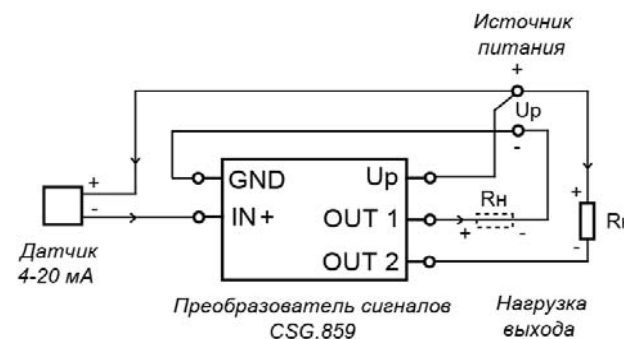 Источник
питания
+
Up
-
GND
Up
+
-
IN+
OUT 1
Rн
+
-
+
-
OUT 2
Датчик
4-20 мА
Преобразователь сигналов
CSG.859
Нагрузка
выхода